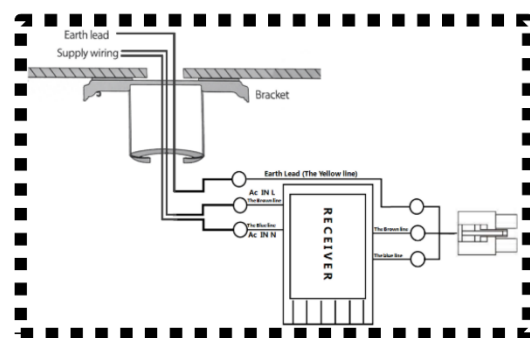 Earth lead
Supply wiring
Bracket
Earth Lead (The Yellow line)
Ac IN L
The Brown line
The Blue line
Ac IN N
RECEIVER
The Brown line
The blue line